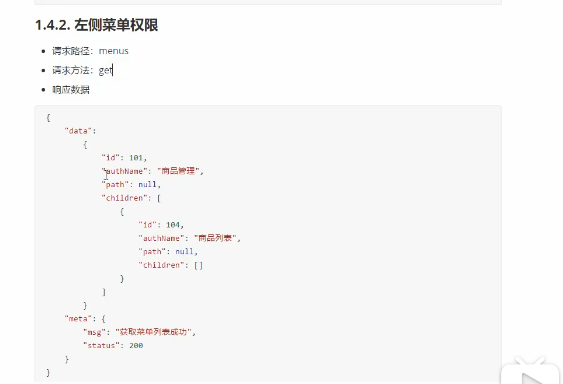 1.4.2. 左侧菜单权限
• 请求路径：menus
• 请求方法：get
• 响应数据
{
    "data":
        {
            "id": 101,
            "authName": "商品管理",
            "path": null,
            "children": [
                {
                    "id": 104,
                    "authName": "商品列表",
                    "path": null,
                    "children": []
                }
            ]
        }
    "meta": {
        "msg": "获取菜单列表成功",
        "status": 200
    }
}